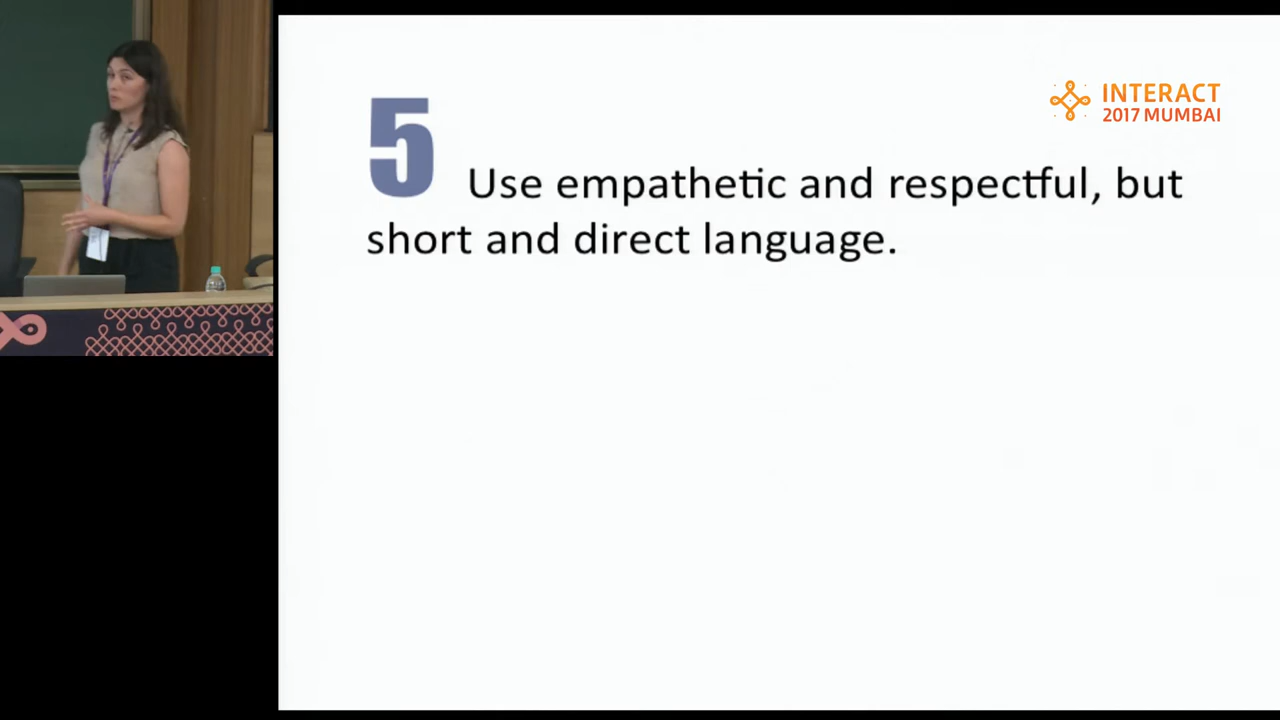 INTERACT
2017 MUMBAI
5 Use empathetic and respectful, but
short and direct language.